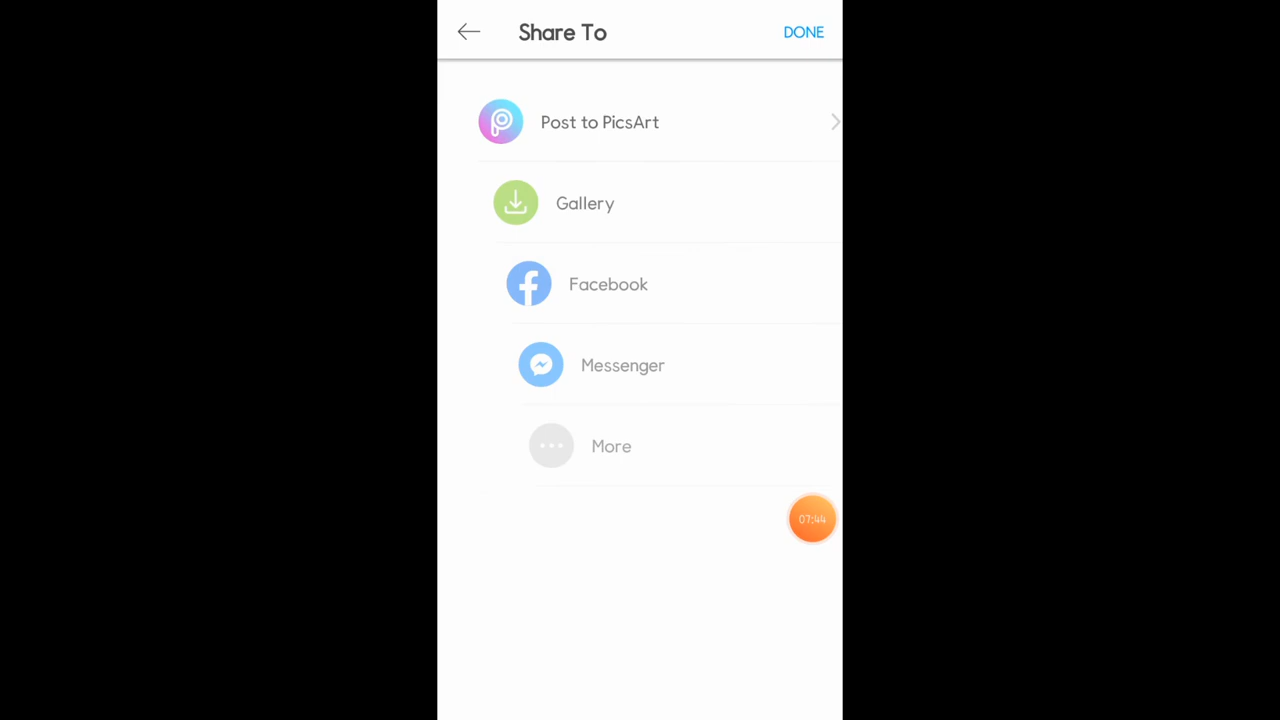 Share To
DONE
Post to PicsArt
Gallery
Facebook
Messenger
More
07:44